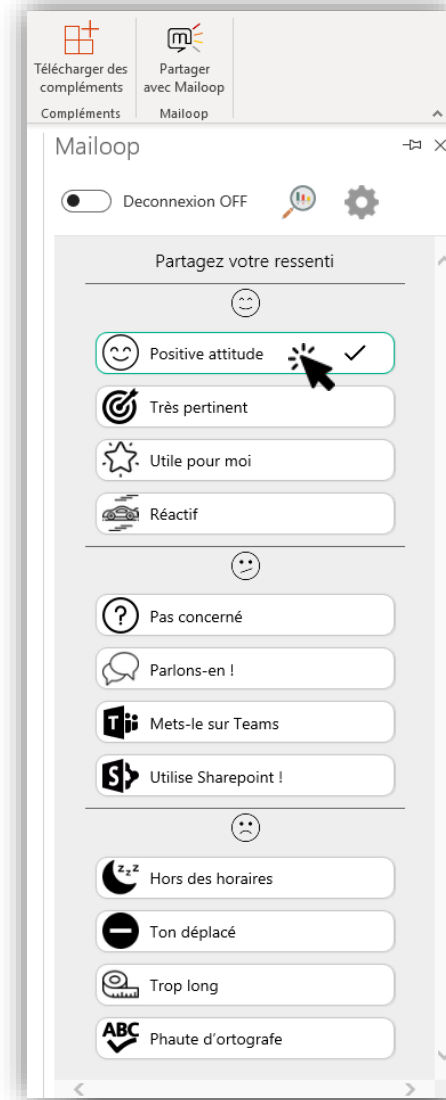 Télécharger des
compléments
Partager
avec Mailoop
Compléments
Mailoop
Mailoop
Deconnexion OFF
Partagez votre ressenti
Positive attitude
Très pertinent
Utile pour moi
Réactif
Pas concerné
Parlons-en !
Mets-le sur Teams
Utilise Sharepoint !
Hors des horaires
Ton déplacé
Trop long
ABC
Phaute d'ortografe